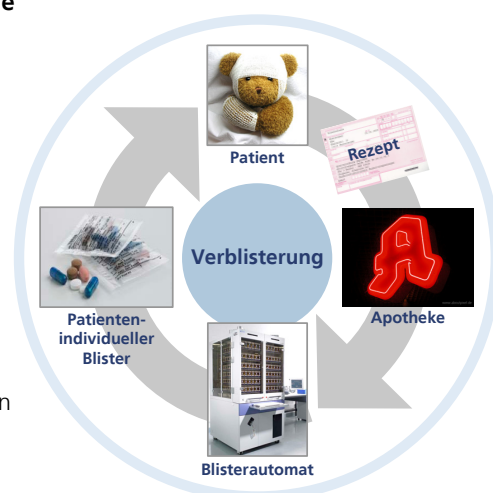 e
Patient
Rezept
Verblisterung
Apotheke
Patienten-
individueller
Blister
n
Blisterautomat